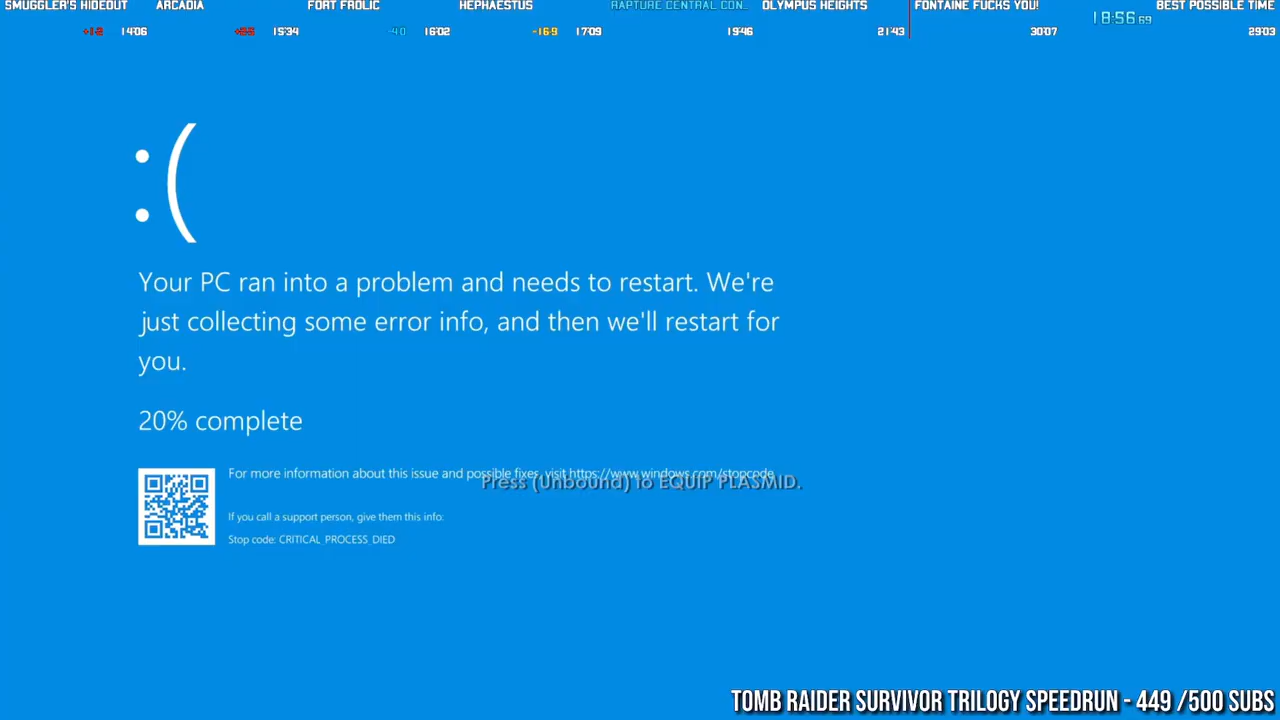 SMUGGLER'S HIDEOUT ARCADIA FORT FROLIC HEPHAESTUS RAPTURE CENTRAL CON... OLYMPUS HEIGHTS FONTAINE FUCKS YOU! BEST POSSIBLE TIME
18:56 69
14:06 15:34 -4.0 16:02 -16.9 17:09 19:46 21:43 30:07 29:03
:(
Your PC ran into a problem and needs to restart. We're
just collecting some error info, and then we'll restart for
you.
20% complete
For more information about this issue and possible fixes, visit https://www.windows.com/stopcode
Press (Unbound) to EQUIP PLASMID.
If you call a support person, give them this info:
Stop code: CRITICAL_PROCESS_DIED
TOMB RAIDER SURVIVOR TRILOGY SPEEDRUN - 449 /500 SUBS